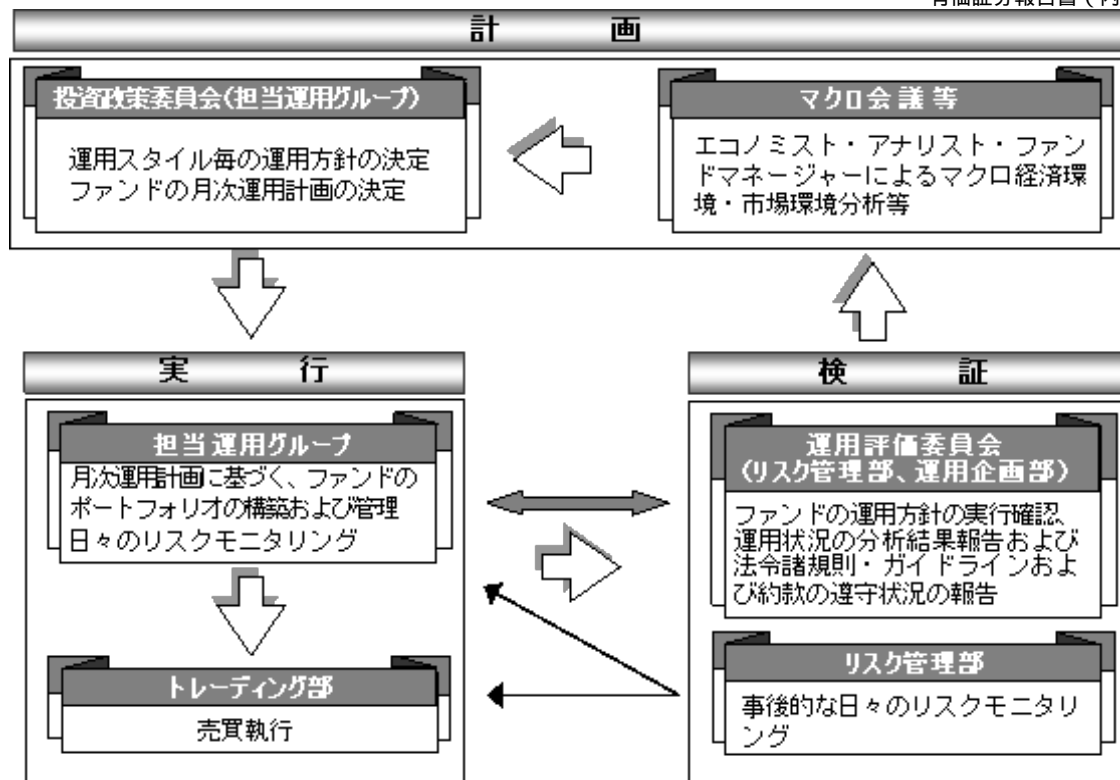 計 画
投資政策委員会(担当運用グループ)
運用スタイル毎の運用方針の決定
ファンドの月次運用計画の決定
マクロ会議等
エコノミスト・アナリスト・ファン
ドマネージャーによるマクロ経済環
境・市場環境分析等
実 行
担当運用グループ
月次運用計画に基づく、ファンドの
ポートフォリオの構築および管理
日々のリスクモニタリング
トレーディング部
売買執行
検 証
運用評価委員会
(リスク管理部、運用企画部)
ファンドの運用方針の実行確認、
運用状況の分析結果報告および
法令諸規則・ガイドラインおよ
び約款の遵守状況の報告
リスク管理部
事後的な日々のリスクモニタリ
ング